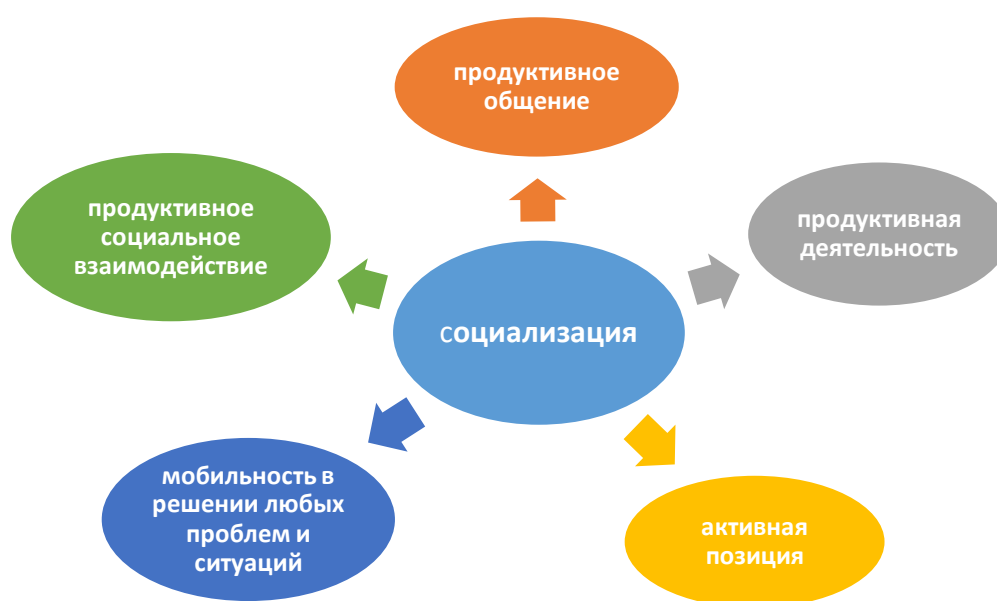 продуктивное
общение
продуктивное
социальное
взаимодействие
продуктивная
деятельность
социализация
мобильность в
решении любых
проблем и
ситуаций
активная
позиция